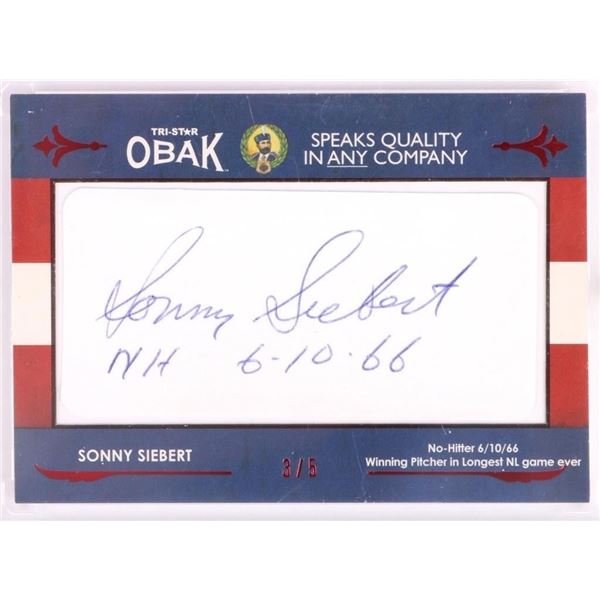 TRI-STAR
OBAK™
SPEAKS QUALITY
IN ANY COMPANY
Sonny Siebert
NH 6-10-66
SONNY SIEBERT
3/5
No-Hitter 6/10/66
Winning Pitcher in Longest NL game ever